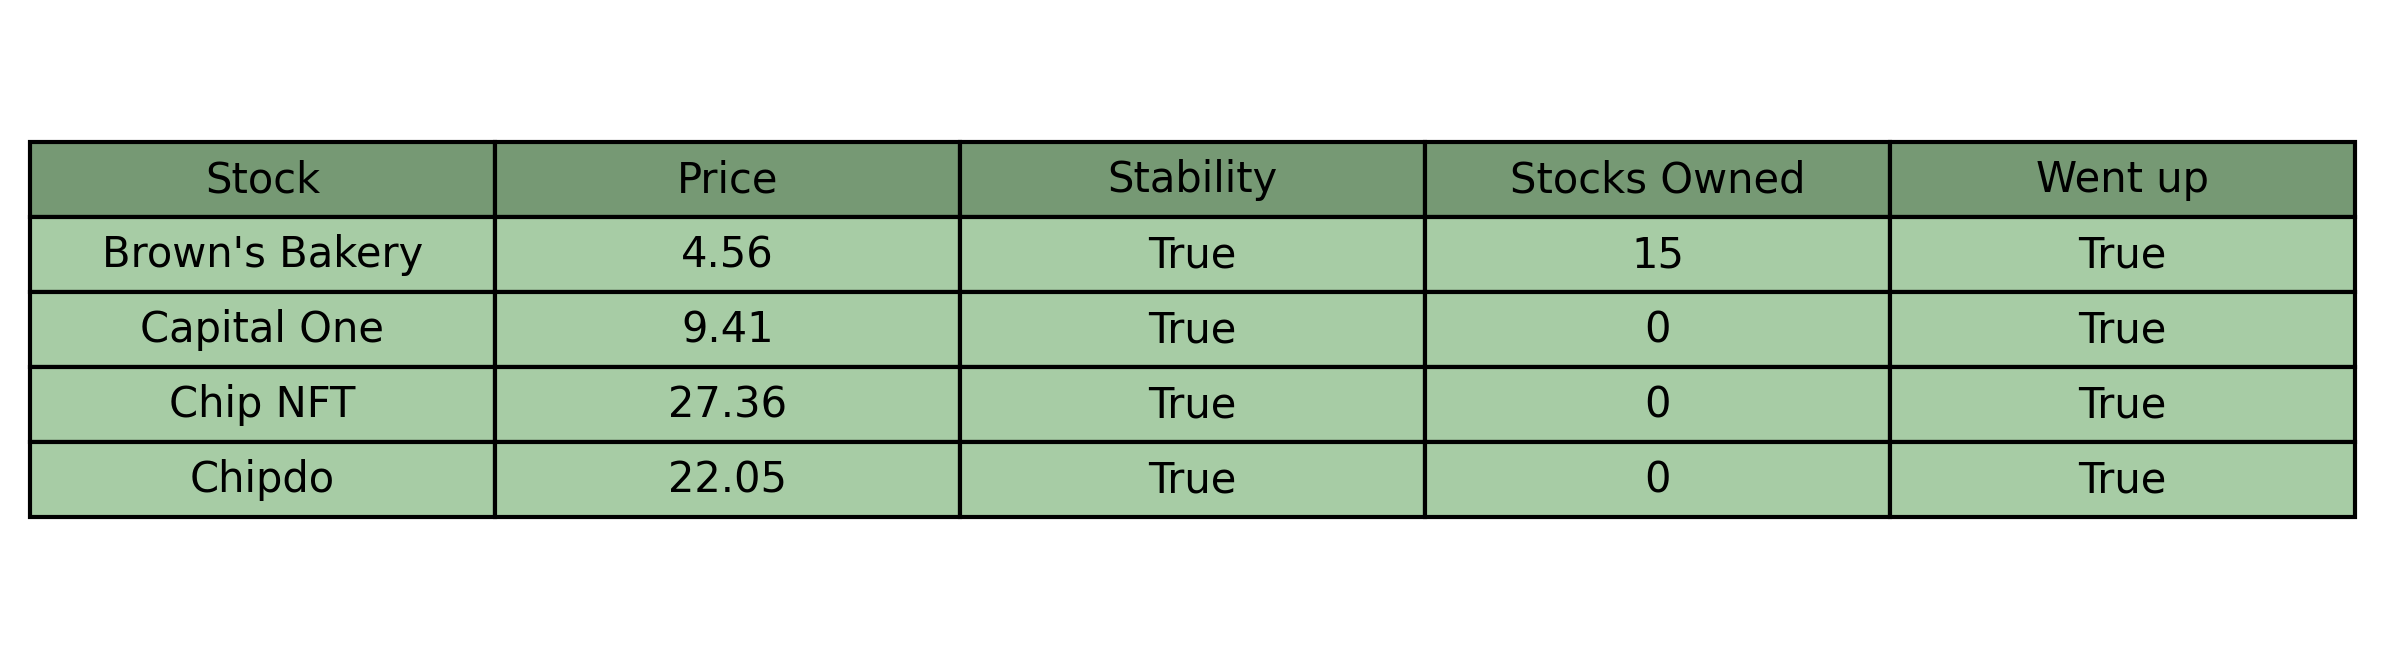 Stock Price Stability Stocks Owned Went up
Brown's Bakery 4.56 True 15 True
Capital One 9.41 True 0 True
Chip NFT 27.36 True 0 True
Chipdo 22.05 True 0 True